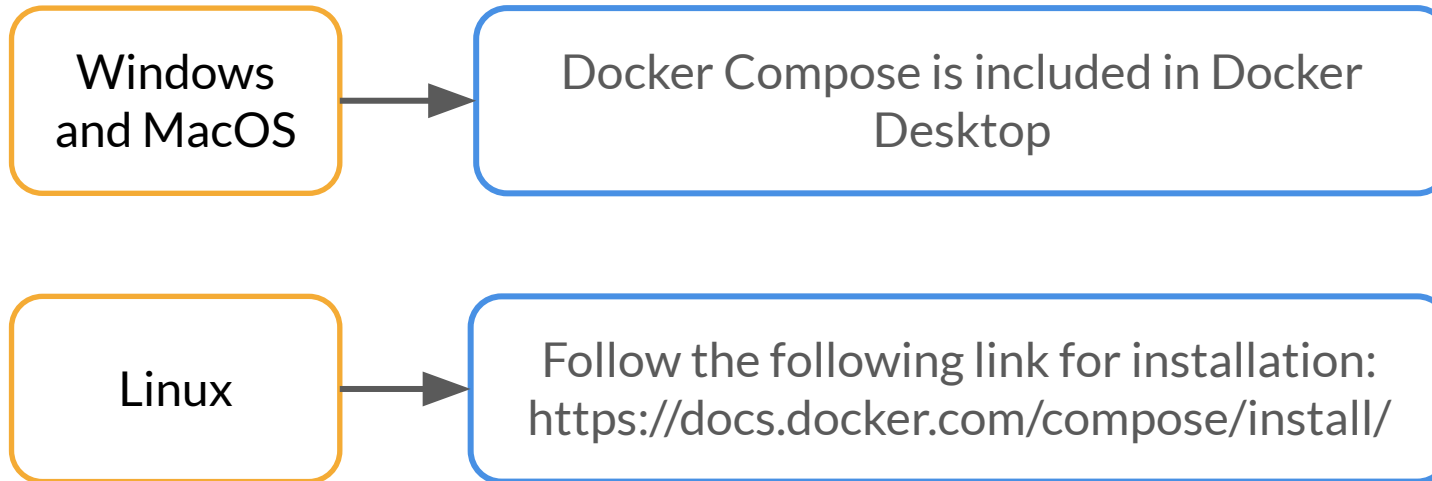 Windows
and MacOS
Docker Compose is included in Docker
Desktop
Linux
Follow the following link for installation:
https://docs.docker.com/compose/install/